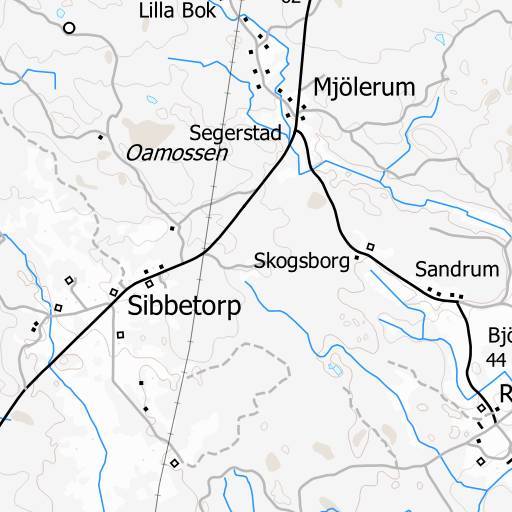 Lilla Bok
Mjölerum
Segerstad
Oamossen
Skogsborg
Sandrum
Sibbetorp
Bjö
44
R